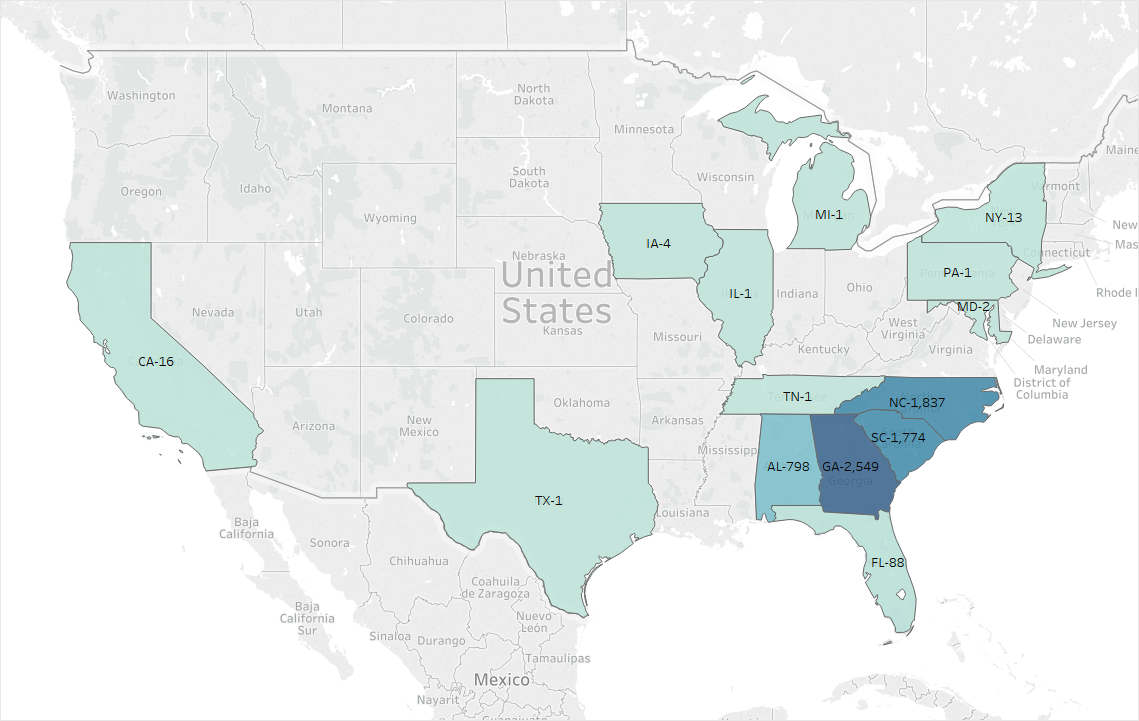 Washington
Montana
North
Dakota
Minnesota
Maine
Oregon
Idaho
South
Dakota
Wisconsin
Vermont
Wyoming
MI-1
NY-13
New
Mas
IA-4
Nebraska
Connecticut
United
States
PA-1
IL-1
Indiana
Ohio
Rhode I
Nevada
Utah
Colorado
Kansas
Missouri
MD-2
West
Virginia
Virginia
Kentucky
New Jersey
Delaware
Maryland
District of
Columbia
CA-16
TN-1
NC-1,837
Oklahoma
Arkansas
Arizona
New
Mexico
SC-1,774
Mississipp
AL-798
GA-2,549
Georgia
TX-1
Louisiana
Baja
California
Sonora
Chihuahua
FL-88
Coahuila
de Zaragoza
Baja
California
Sur
Nuevo
León
Sinaloa
Durango
Tamaulipas
Mexico
Nayarit
Guanajuato